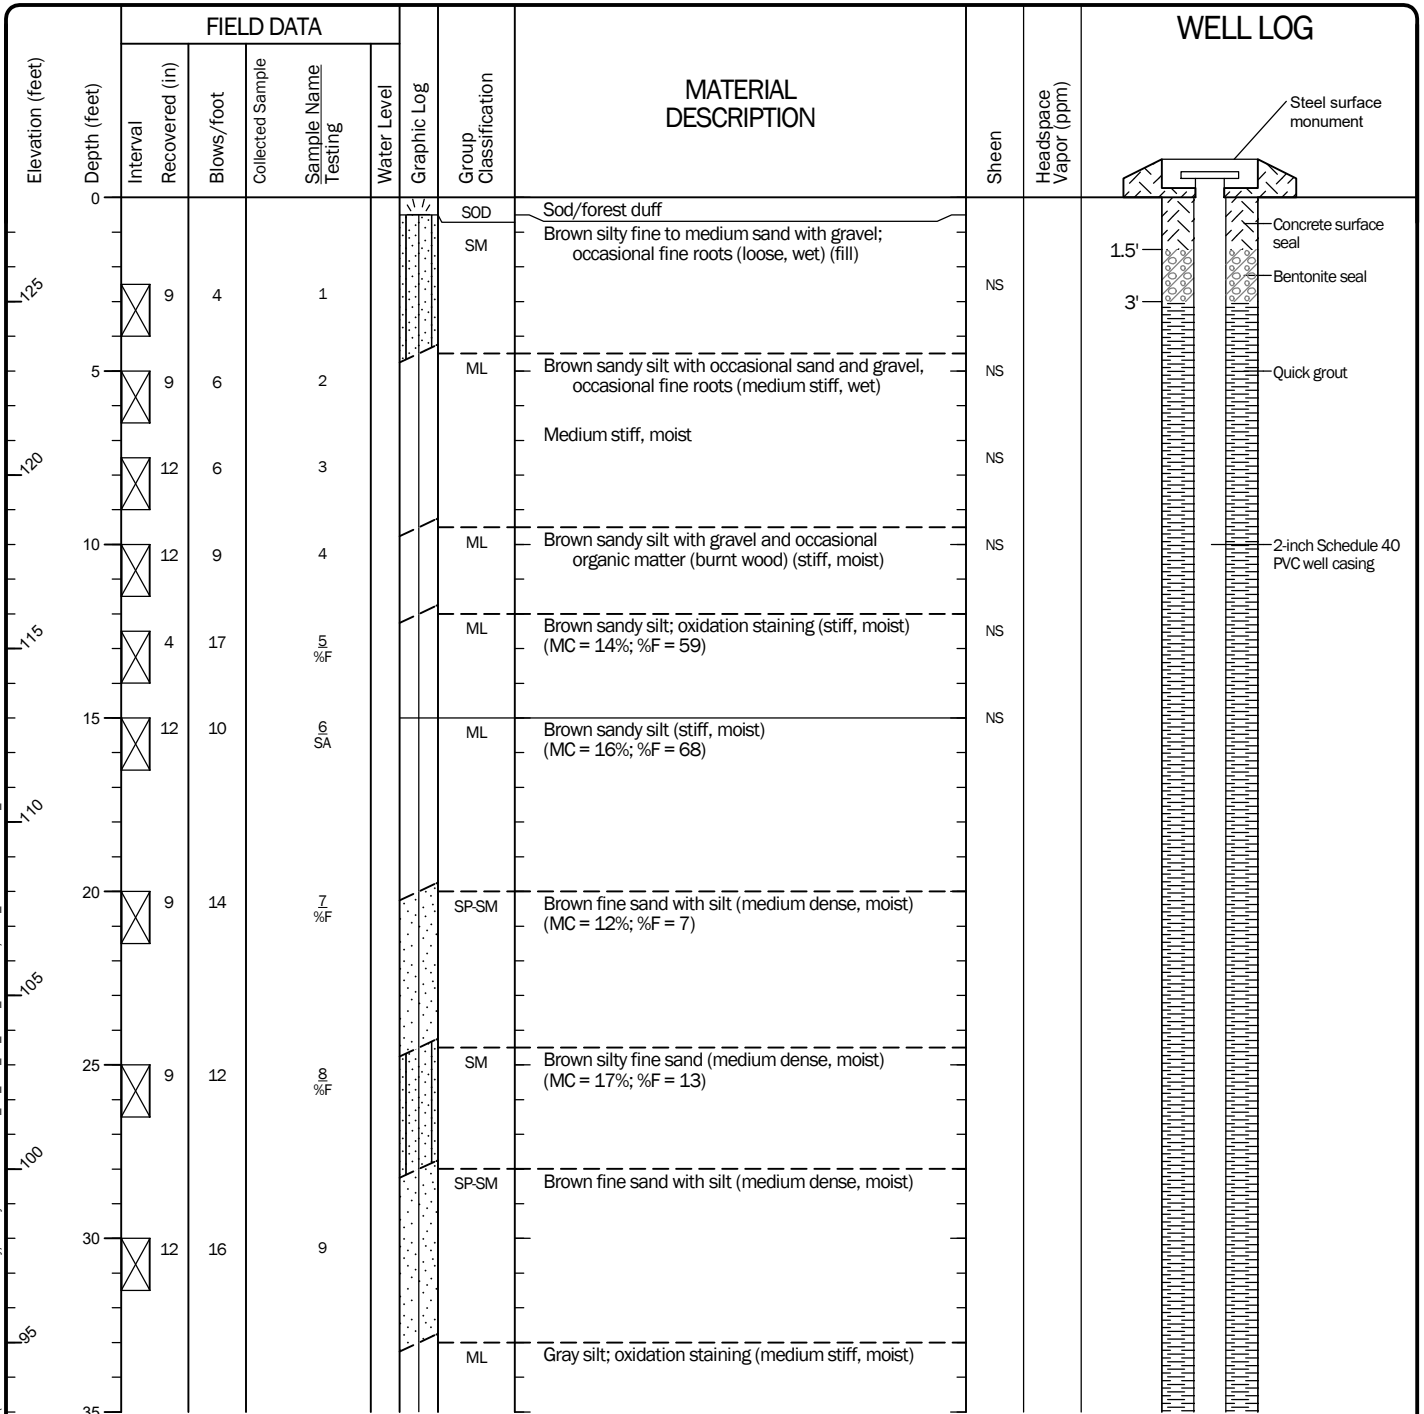 FIELD DATA
WELL LOG
Elevation (feet)
Depth (feet)
Interval
Recovered (in)
Blows/foot
Collected Sample
Sample Name
Testing
Water Level
Graphic Log
Group
Classification
MATERIAL
DESCRIPTION
Sheen
Headspace
Vapor (ppm)
Steel surface
monument
0
SOD
Sod/forest duff
SM
Brown silty fine to medium sand with gravel;
occasional fine roots (loose, wet) (fill)
Concrete surface
seal
1.5'
Bentonite seal
125
9
4
1
NS
3'
5
9
6
2
ML
Brown sandy silt with occasional sand and gravel,
occasional fine roots (medium stiff, wet)
NS
Quick grout
Medium stiff, moist
120
12
6
3
NS
10
12
9
4
ML
Brown sandy silt with gravel and occasional
organic matter (burnt wood) (stiff, moist)
NS
2-inch Schedule 40
PVC well casing
115
4
17
5
%F
ML
Brown sandy silt; oxidation staining (stiff, moist)
(MC = 14%; %F = 59)
NS
15
12
10
6
SA
ML
Brown sandy silt (stiff, moist)
(MC = 16%; %F = 68)
NS
110
20
9
14
7
%F
SP-SM
Brown fine sand with silt (medium dense, moist)
(MC = 12%; %F = 7)
105
25
9
12
8
%F
SM
Brown silty fine sand (medium dense, moist)
(MC = 17%; %F = 13)
100
SP-SM
Brown fine sand with silt (medium dense, moist)
30
12
16
9
95
ML
Gray silt; oxidation staining (medium stiff, moist)
35